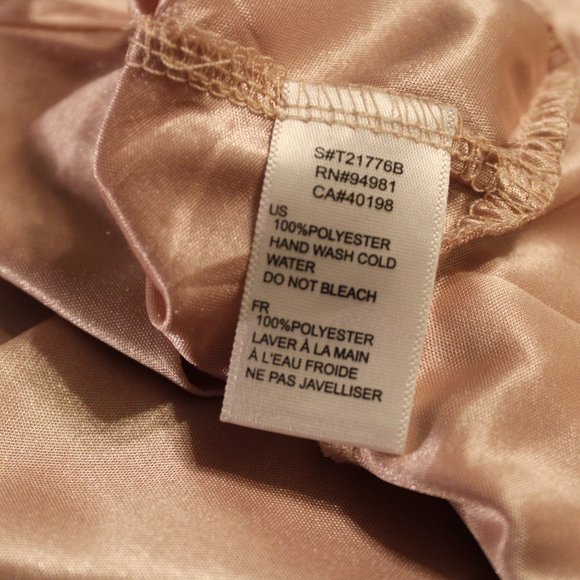 S#T21776B
RN#94981
CA#40198
US
100%POLYESTER
HAND WASH COLD
WATER
DO NOT BLEACH
FR
100%POLYESTER
LAVER À LA MAIN
À L'EAU FROIDE
NE PAS JAVELLISER